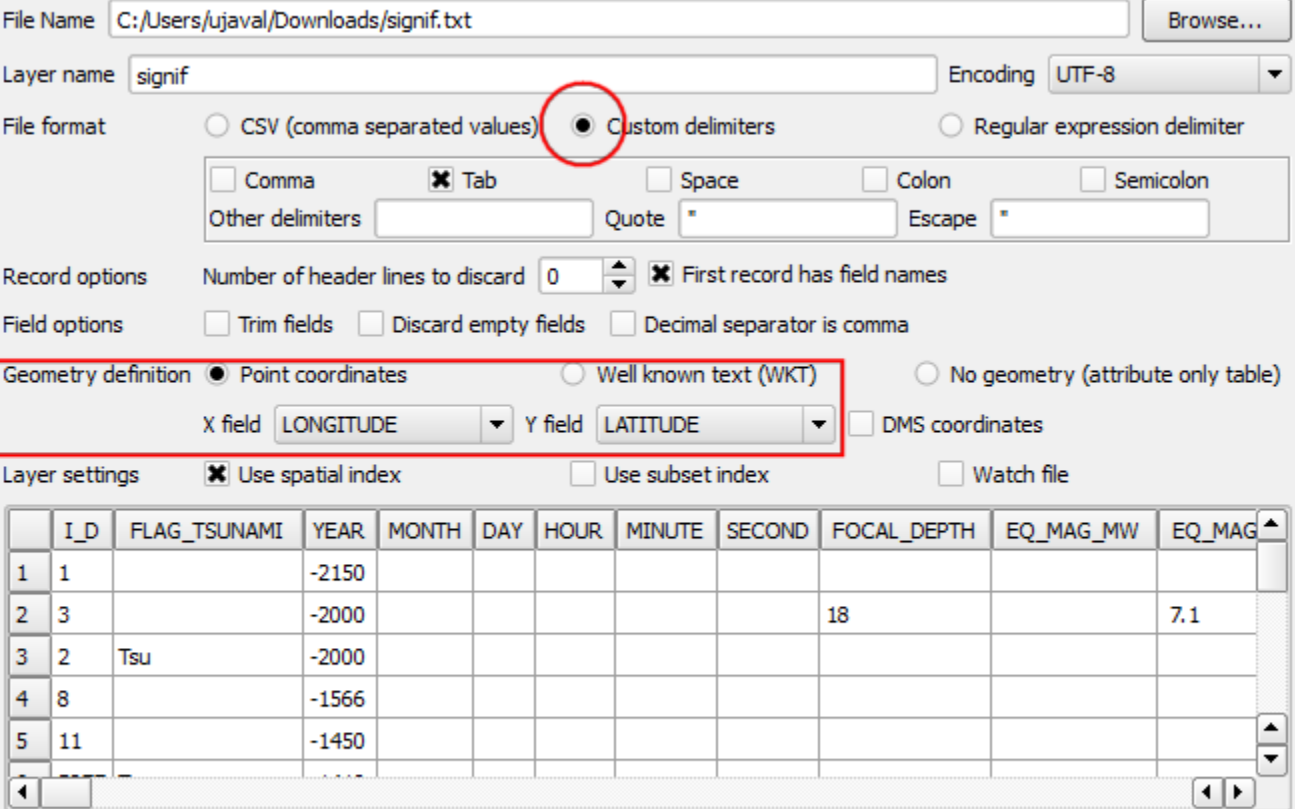 File Name C:/Users/ujaval/Downloads/signif.txt Browse...
Layer name signif Encoding UTF-8
File format CSV (comma separated values) Custom delimiters Regular expression delimiter
Comma Tab Space Colon Semicolon
Other delimiters Quote " Escape "
Record options Number of header lines to discard 0 First record has field names
Field options Trim fields Discard empty fields Decimal separator is comma
Geometry definition Point coordinates Well known text (WKT) No geometry (attribute only table)
X field LONGITUDE Y field LATITUDE DMS coordinates
Layer settings Use spatial index Use subset index Watch file
I_D FLAG_TSUNAMI YEAR MONTH DAY HOUR MINUTE SECOND FOCAL_DEPTH EQ_MAG_MW EQ_MAG
1 1 -2150
2 3 -2000 18 7.1
3 2 Tsu -2000
4 8 -1566
5 11 -1450